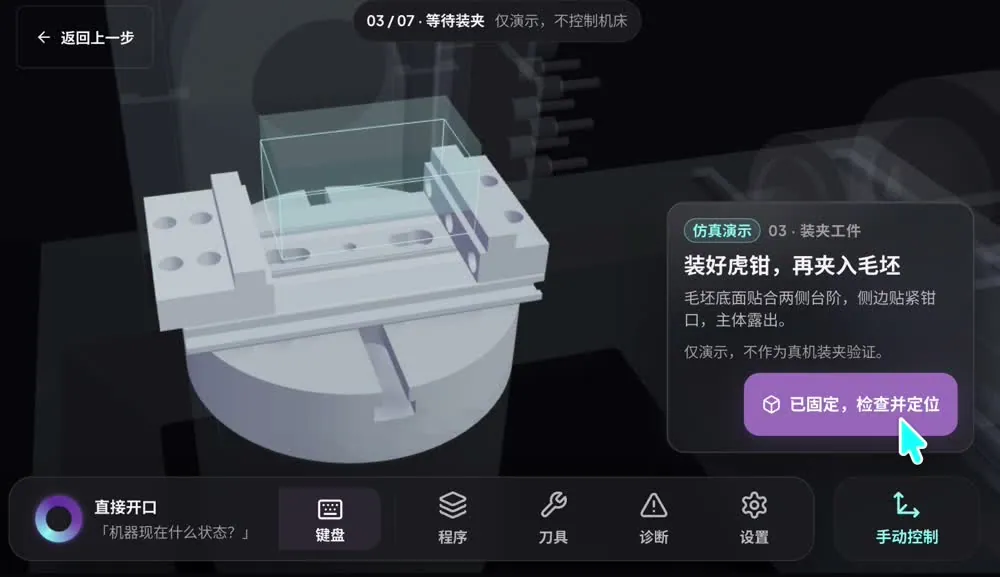 返回上一步
03 / 07 · 等待装夹 仅演示，不控制机床
仿真演示 03 · 装夹工件
装好虎钳，再夹入毛坯
毛坯底面贴合两侧台阶，侧边贴紧钳
口，主体露出。
仅演示，不作为真机装夹验证。
已固定，检查并定位
直接开口
「机器现在什么状态？」
键盘
程序
刀具
诊断
设置
手动控制